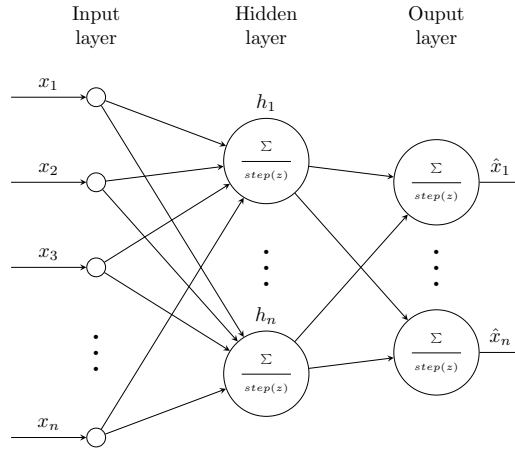 Input
layer
Hidden
layer
Ouput
layer
x₁
x₂
x₃
xₙ
h₁
Σ
step(z)
hₙ
Σ
step(z)
Σ
step(z)
x̂₁
Σ
step(z)
x̂ₙ